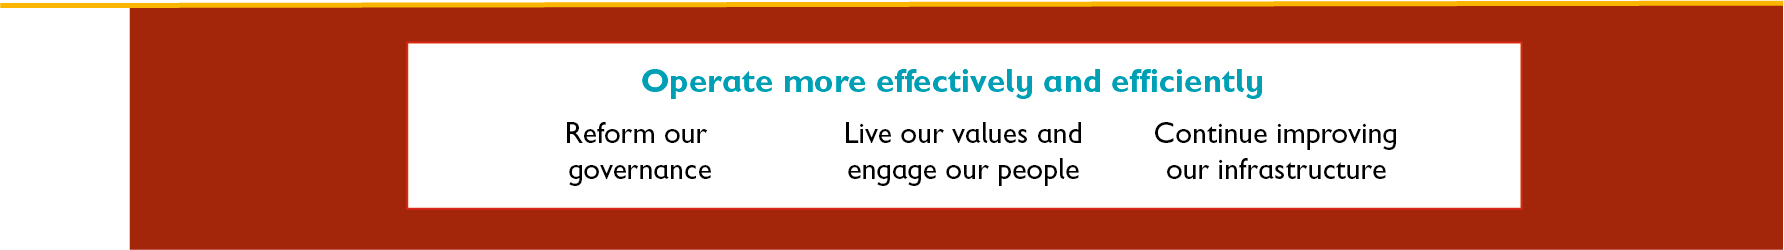 Operate more effectively and efficiently
Reform our
governance
Live our values and
engage our people
Continue improving
our infrastructure